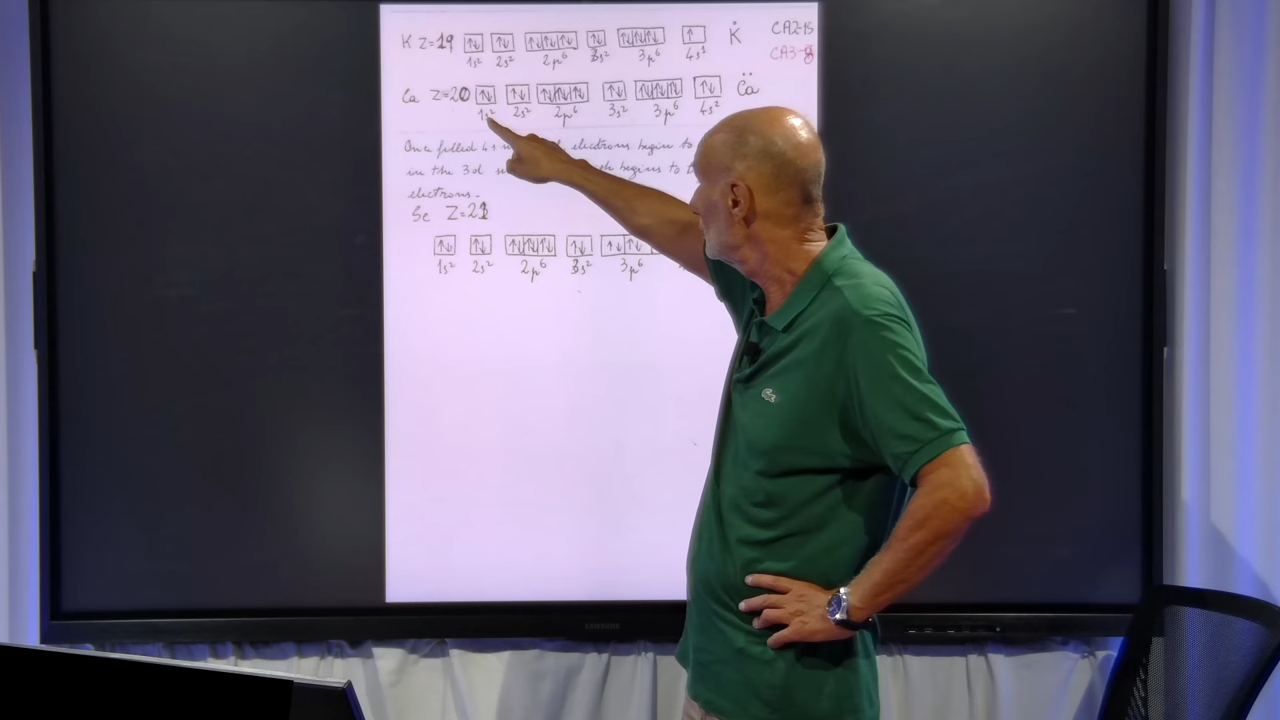 K Z=19 ↑↓ ↑↓ ↑↓↑↓↑↓ ↑↓ ↑↓↑↓↑↓ ↑ K̇ CA2-15
1s² 2s² 2p⁶ 3s² 3p⁶ 4s¹ CA3-8
Ca Z=20 ↑↓ ↑↓ ↑↓↑↓↑↓ ↑↓ ↑↓↑↓↑↓ ↑↓ C̈a
1s² 2s² 2p⁶ 3s² 3p⁶ 4s²
Once filled 4s electrons begin to
in the 3d begins to
electrons.
Sc Z=21
↑↓ ↑↓ ↑↓↑↓↑↓ ↑↓ ↑↓↑↓
1s² 2s² 2p⁶ 3s² 3p⁶
SAMSUNG